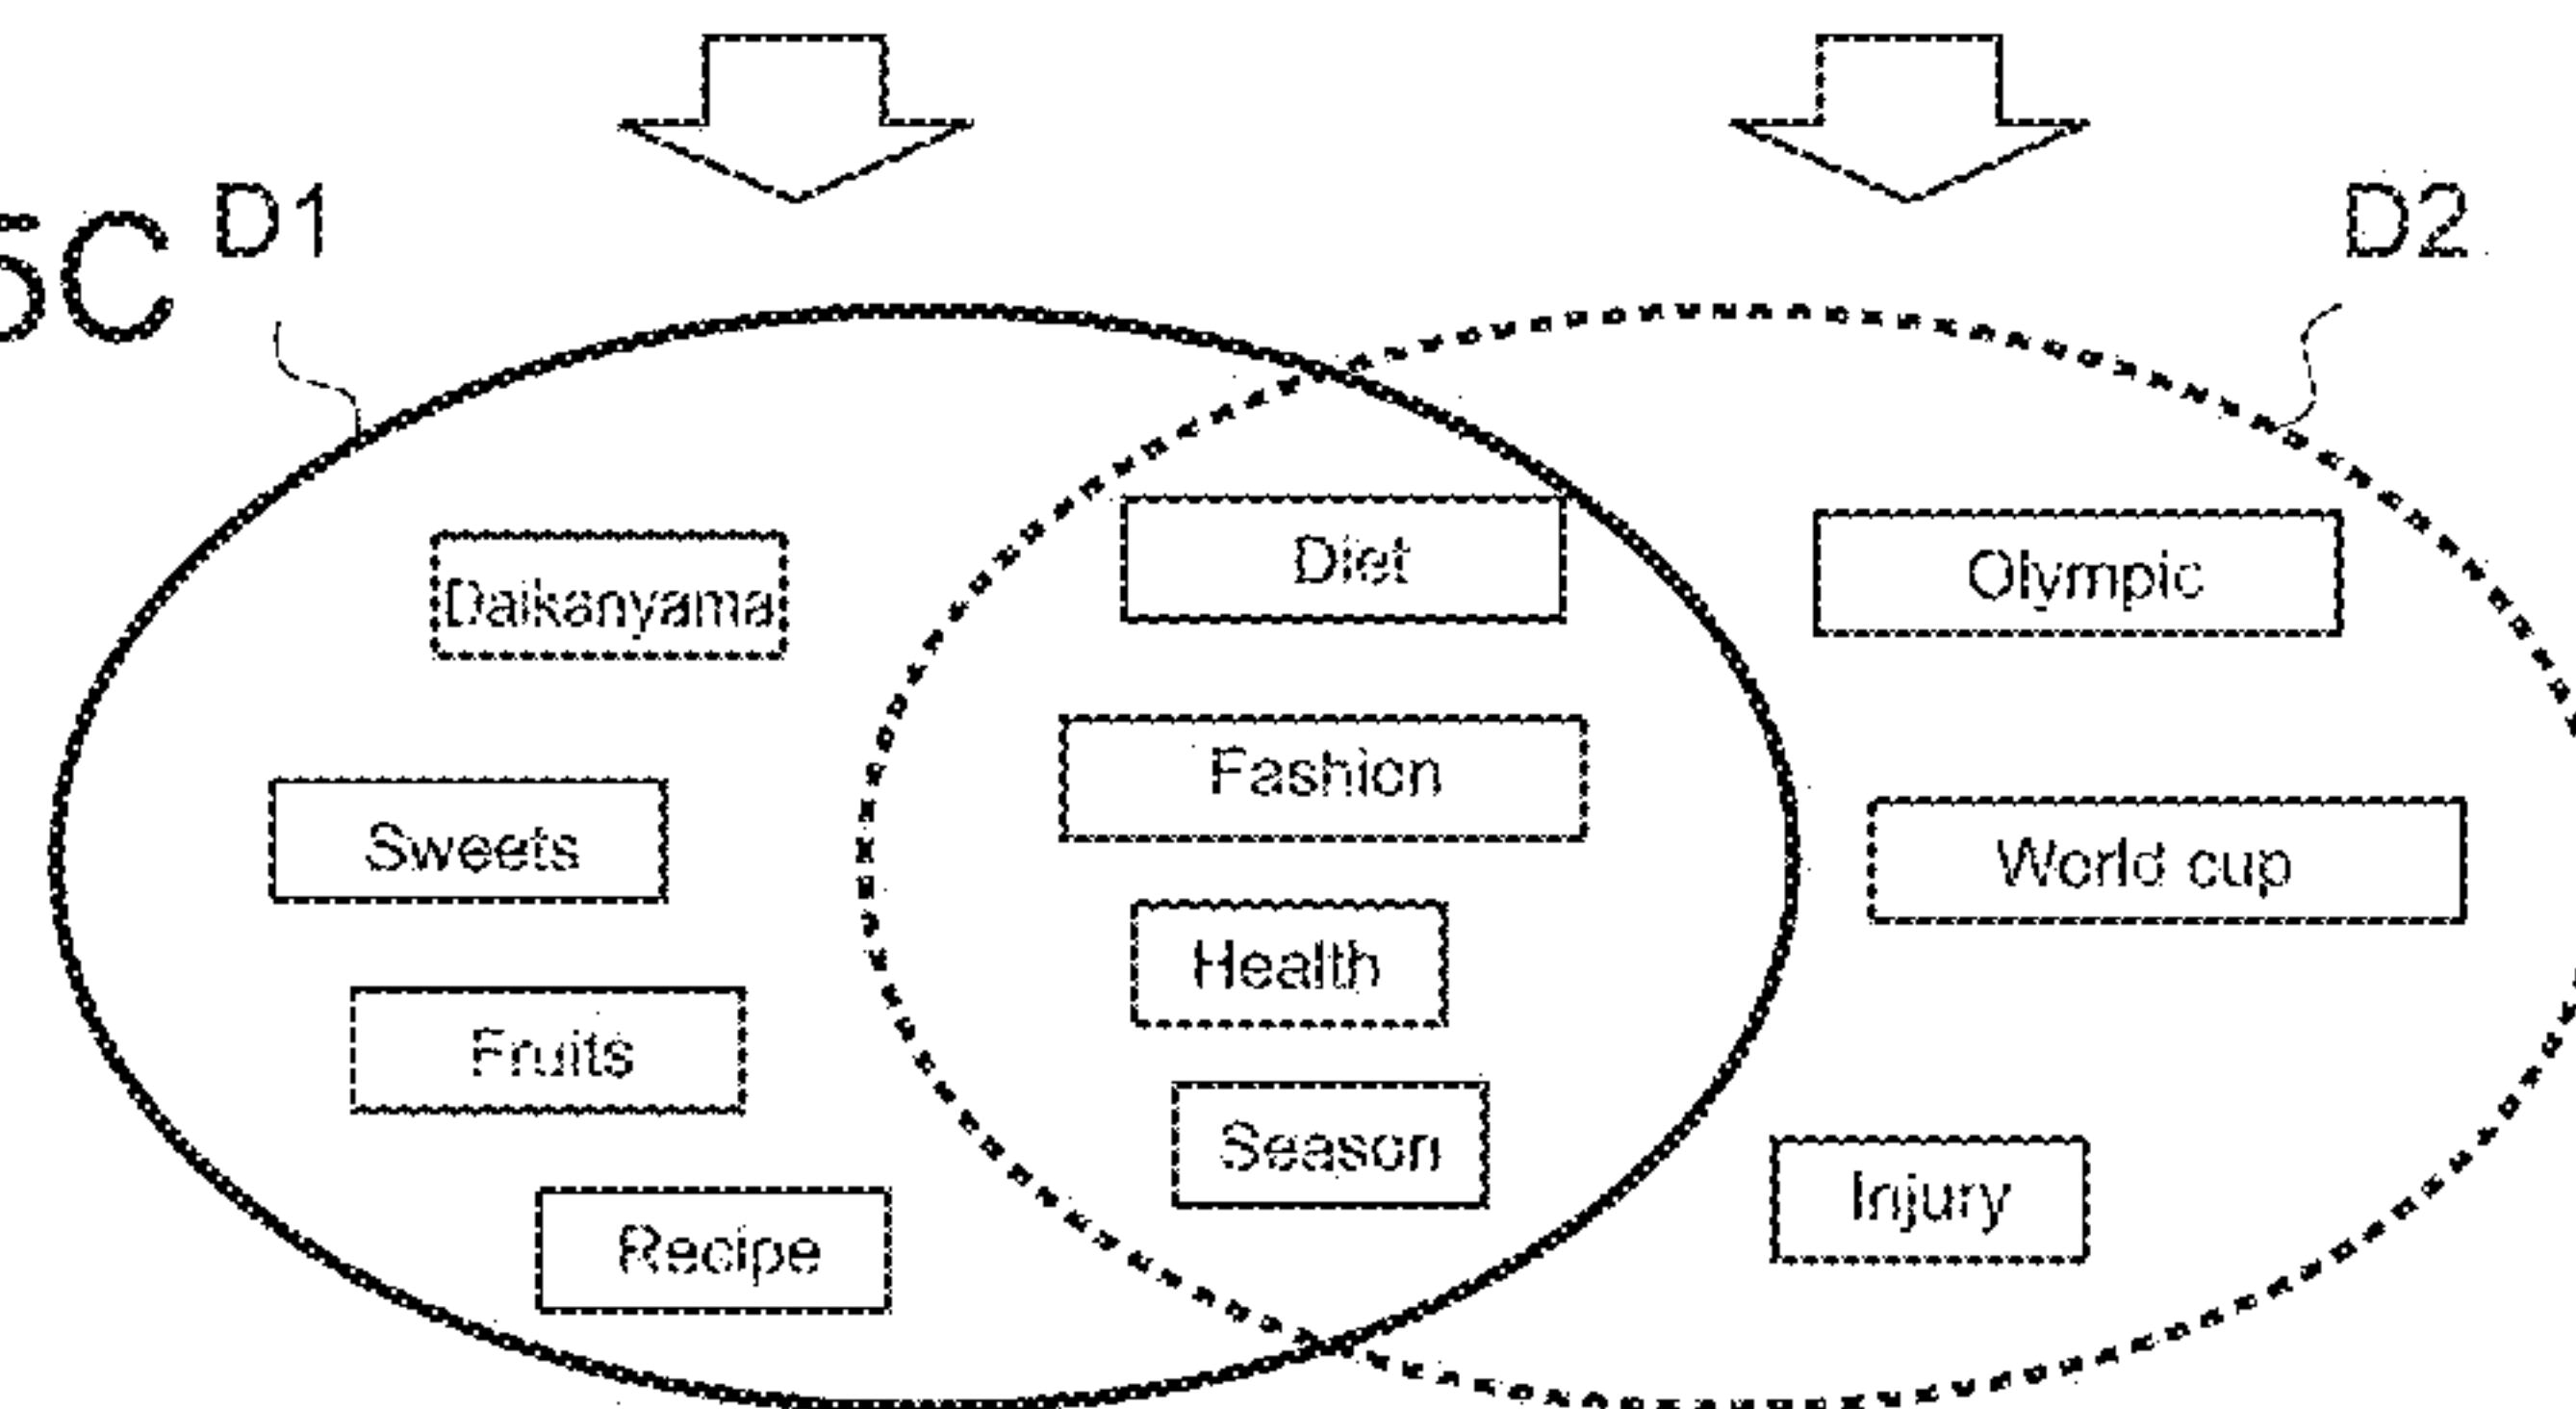 5C
D1
D2
Daikanyama
Diet
Olympic
Fashion
Sweets
World cup
Health
Fruits
Season
Injury
Recipe